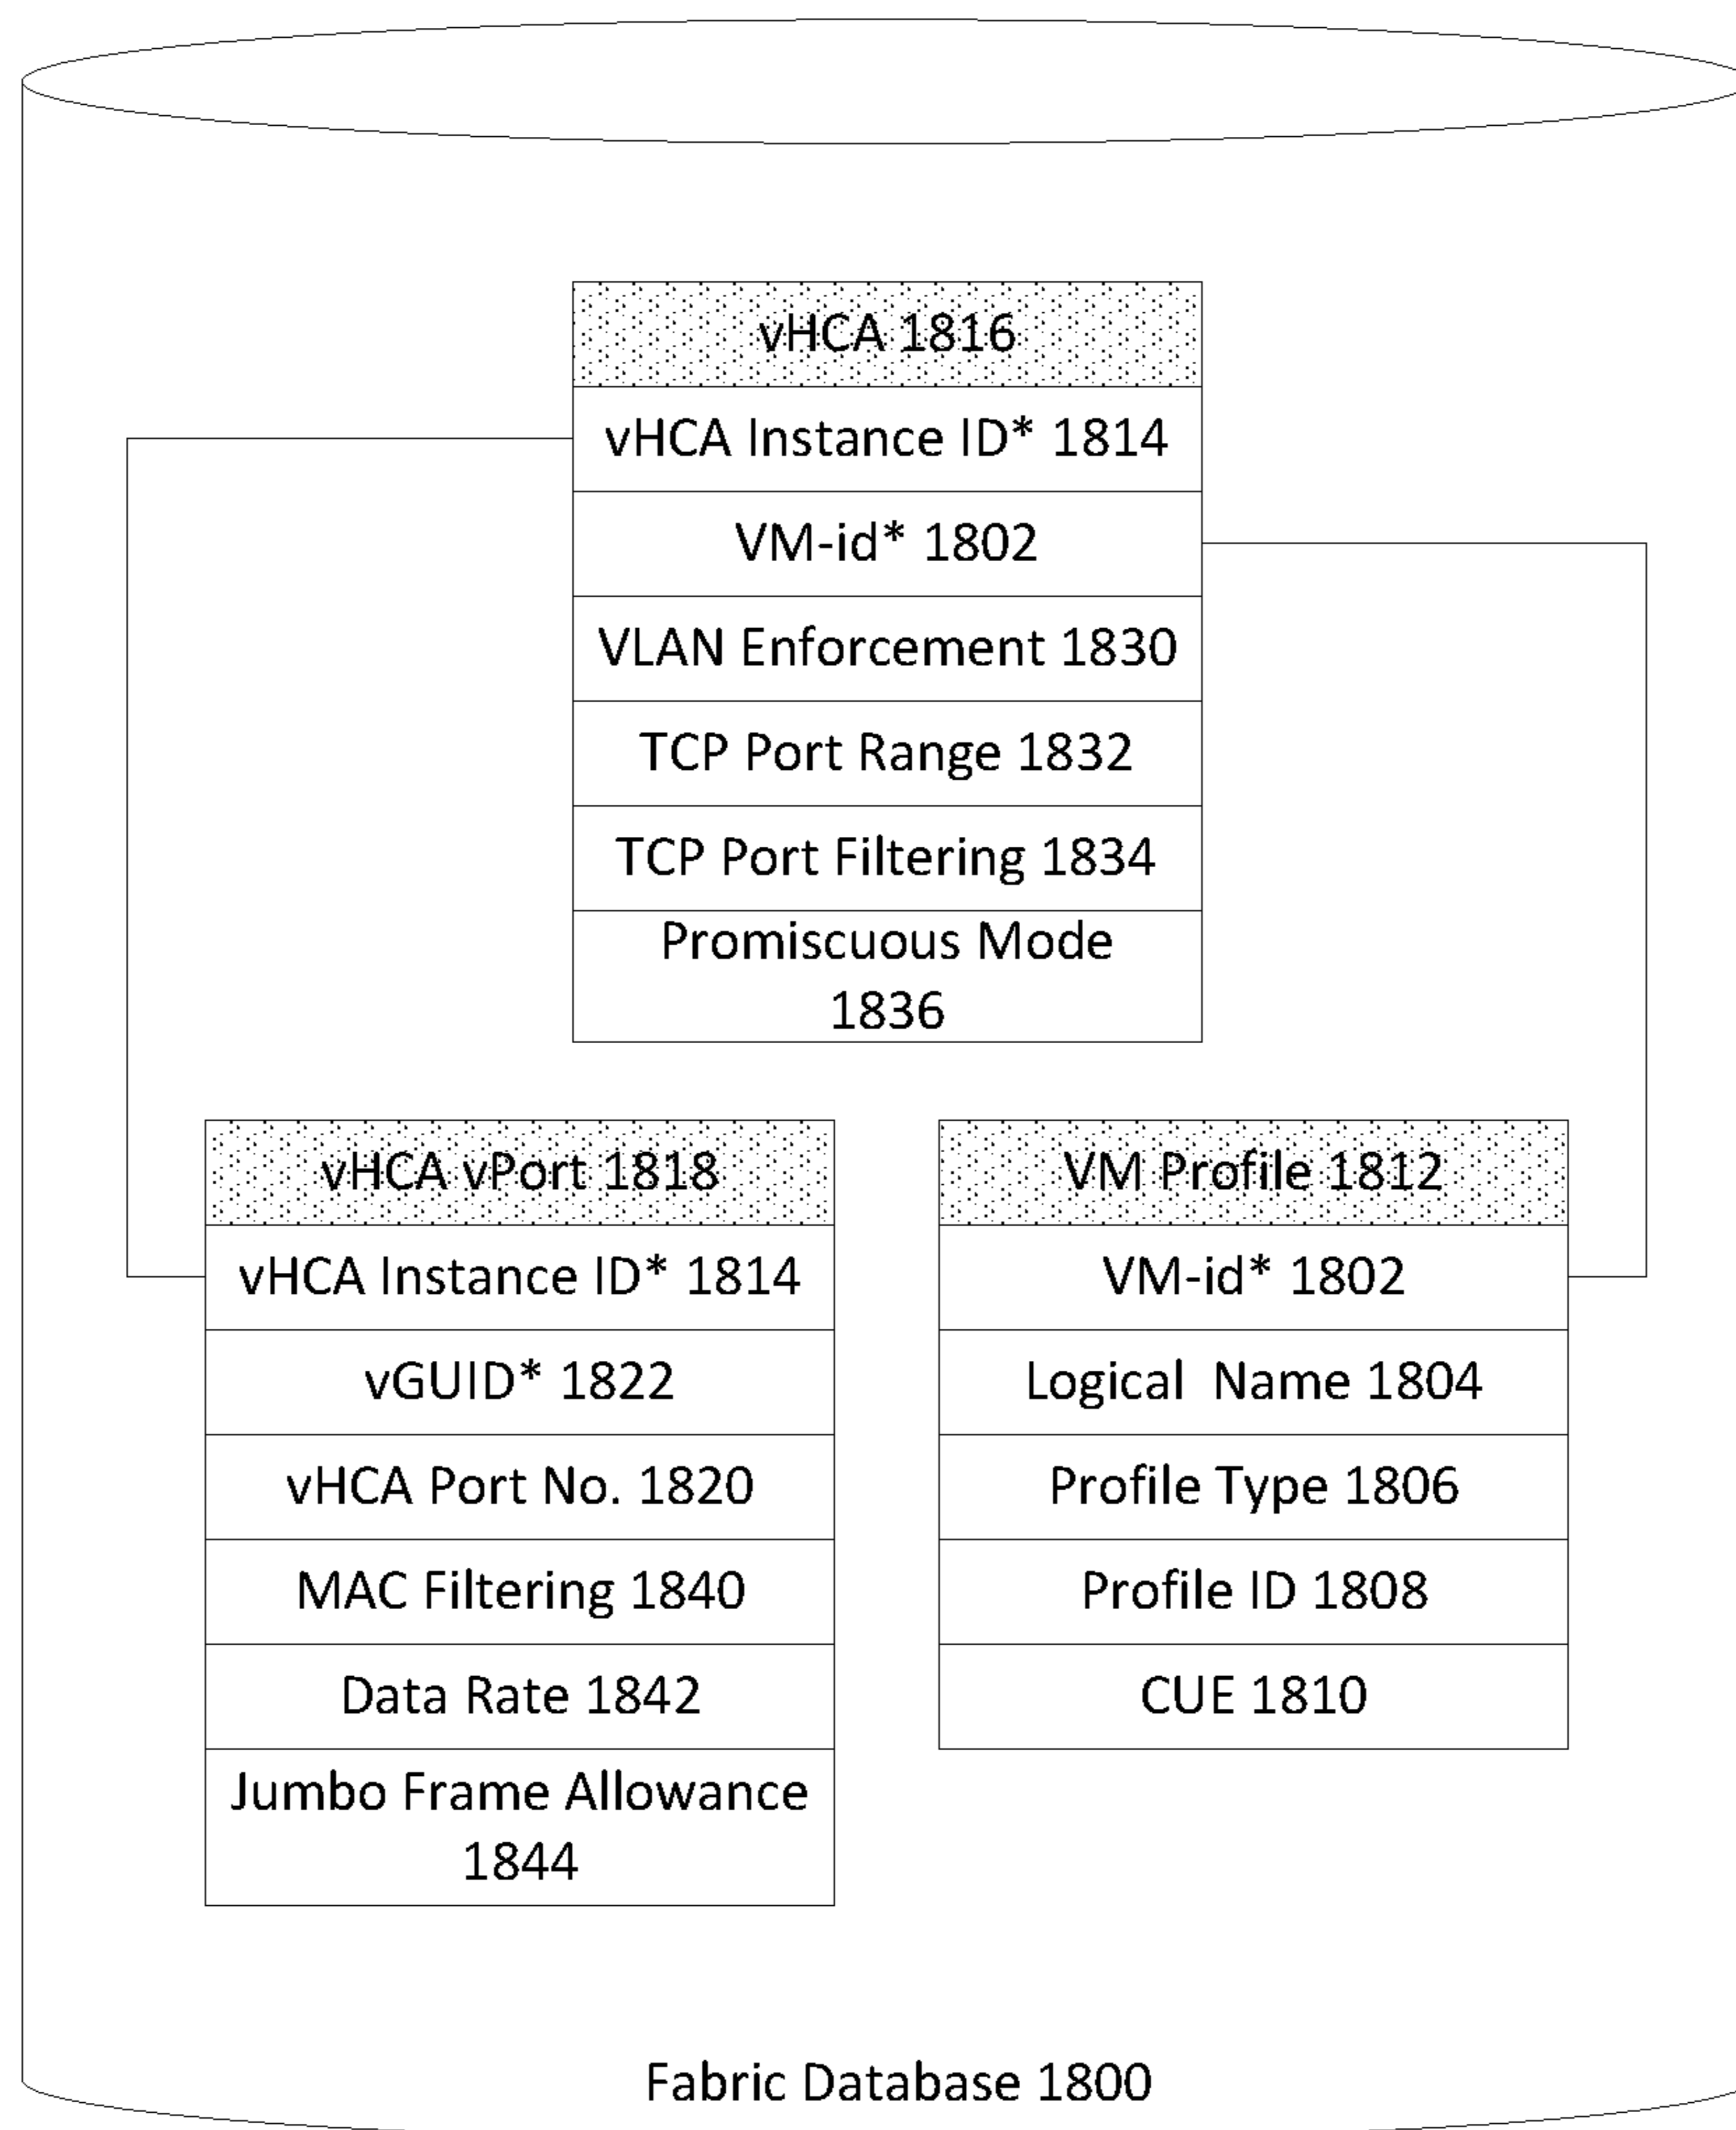 vHCA 1816
vHCA Instance ID* 1814
VM-id* 1802
VLAN Enforcement 1830
TCP Port Range 1832
TCP Port Filtering 1834
Promiscuous Mode
1836
vHCA vPort 1818
vHCA Instance ID* 1814
vGUID* 1822
vHCA Port No. 1820
MAC Filtering 1840
Data Rate 1842
Jumbo Frame Allowance
1844
VM Profile 1812
VM-id* 1802
Logical  Name 1804
Profile Type 1806
Profile ID 1808
CUE 1810
Fabric Database 1800